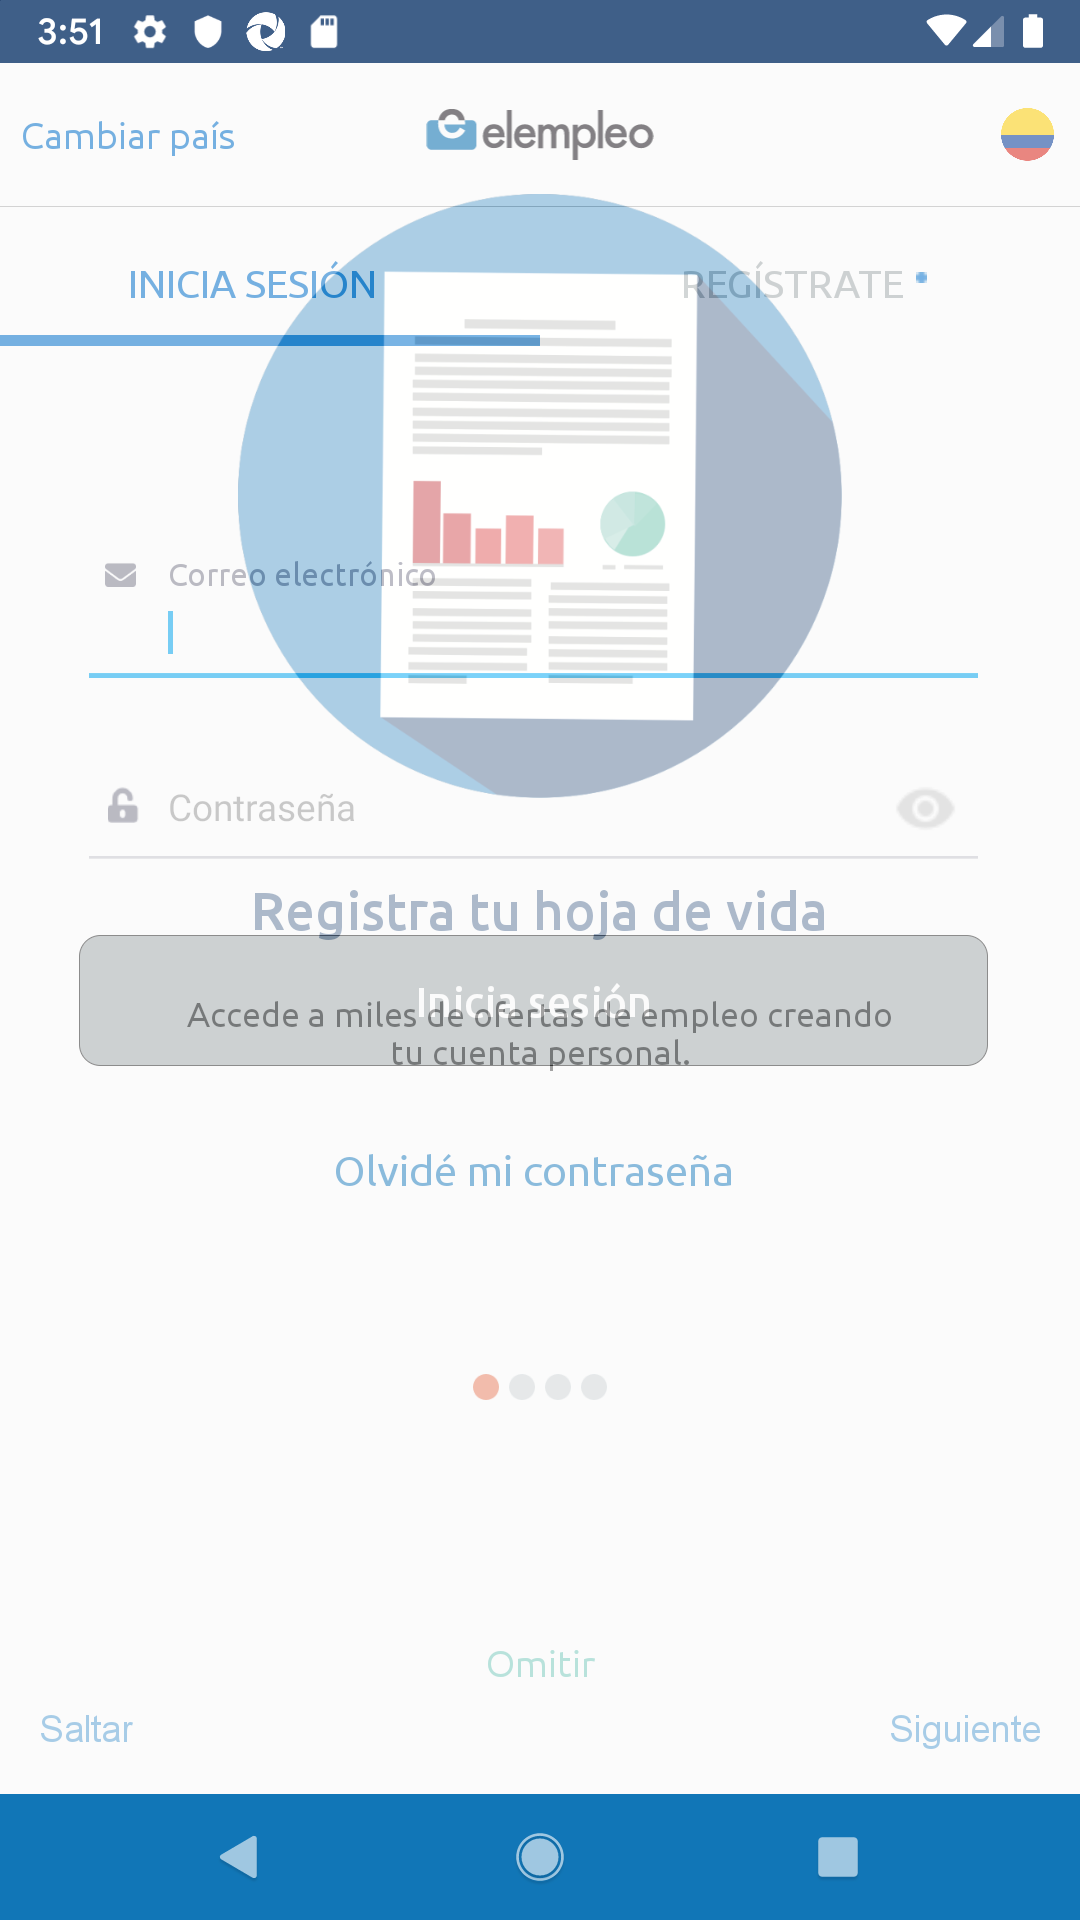 3:51
Cambiar país
elempleo
INICIA SESIÓN
REGÍSTRATE
Correo electrónico
Contraseña
Registra tu hoja de vida
Inicia sesión
Accede a miles de ofertas de empleo creando
tu cuenta personal.
Olvidé mi contraseña
Omitir
Saltar
Siguiente